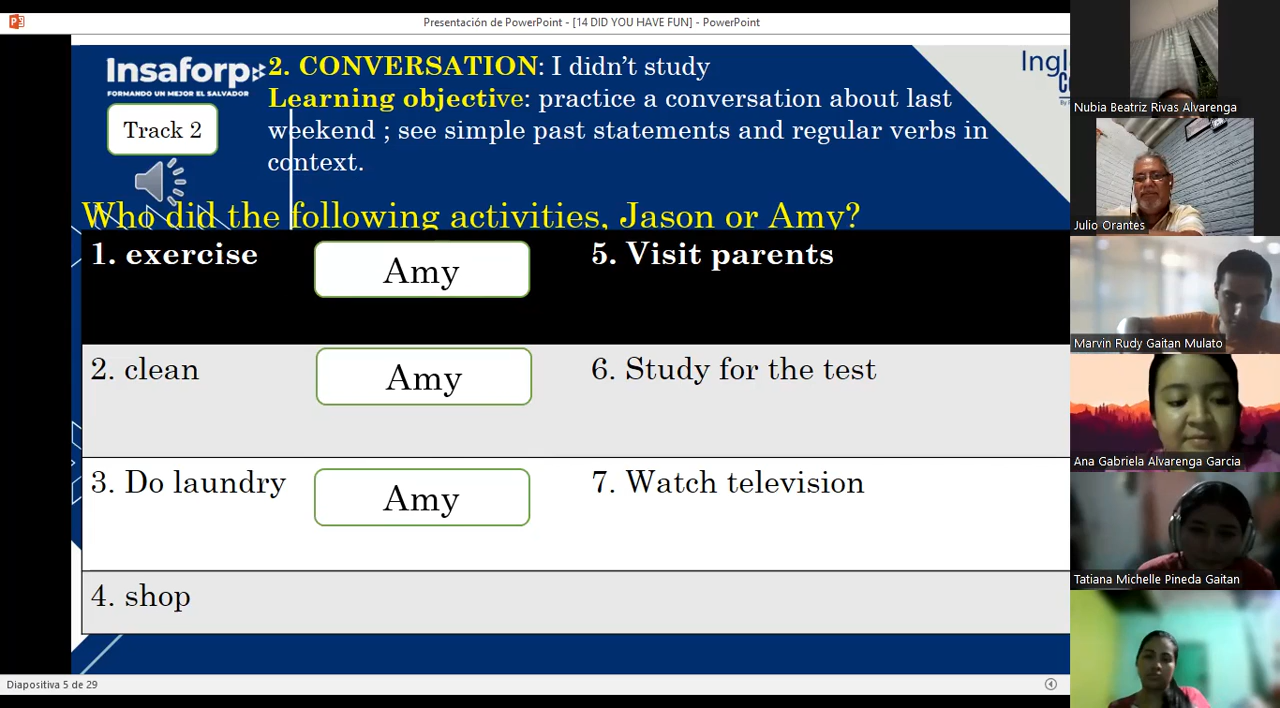 Presentación de PowerPoint - [14 DID YOU HAVE FUN] - PowerPoint
Insaforp
FORMANDO UN MEJOR EL SALVADOR
Track 2
2. CONVERSATION: I didn't study
Learning objective: practice a conversation about last
weekend ; see simple past statements and regular verbs in
context.
Who did the following activities, Jason or Amy?
1. exercise
Amy
5. Visit parents
2. clean
Amy
6. Study for the test
3. Do laundry
Amy
7. Watch television
4. shop
Diapositiva 5 de 29
Nubia Beatriz Rivas Alvarenga
Julio Orantes
Marvin Rudy Gaitan Mulato
Ana Gabriela Alvarenga Garcia
Tatiana Michelle Pineda Gaitan